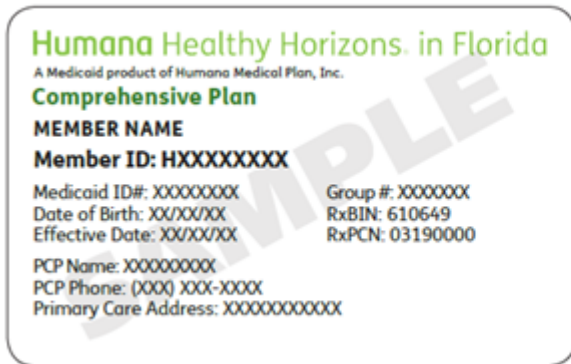 Humana Healthy Horizons. in Florida
A Medicaid product of Humana Medical Plan, Inc.
Comprehensive Plan
MEMBER NAME
Member ID: HXXXXXXXX
Medicaid ID#: XXXXXXXX
Group #: XXXXXXX
Date of Birth: XX/XX/XX
RxBIN: 610649
Effective Date: XX/XX/XX
RxPCN: 03190000
PCP Name: XXXXXXXXX
PCP Phone: (XXX) XXX-XXXX
Primary Care Address: XXXXXXXXXXX
SAMPLE